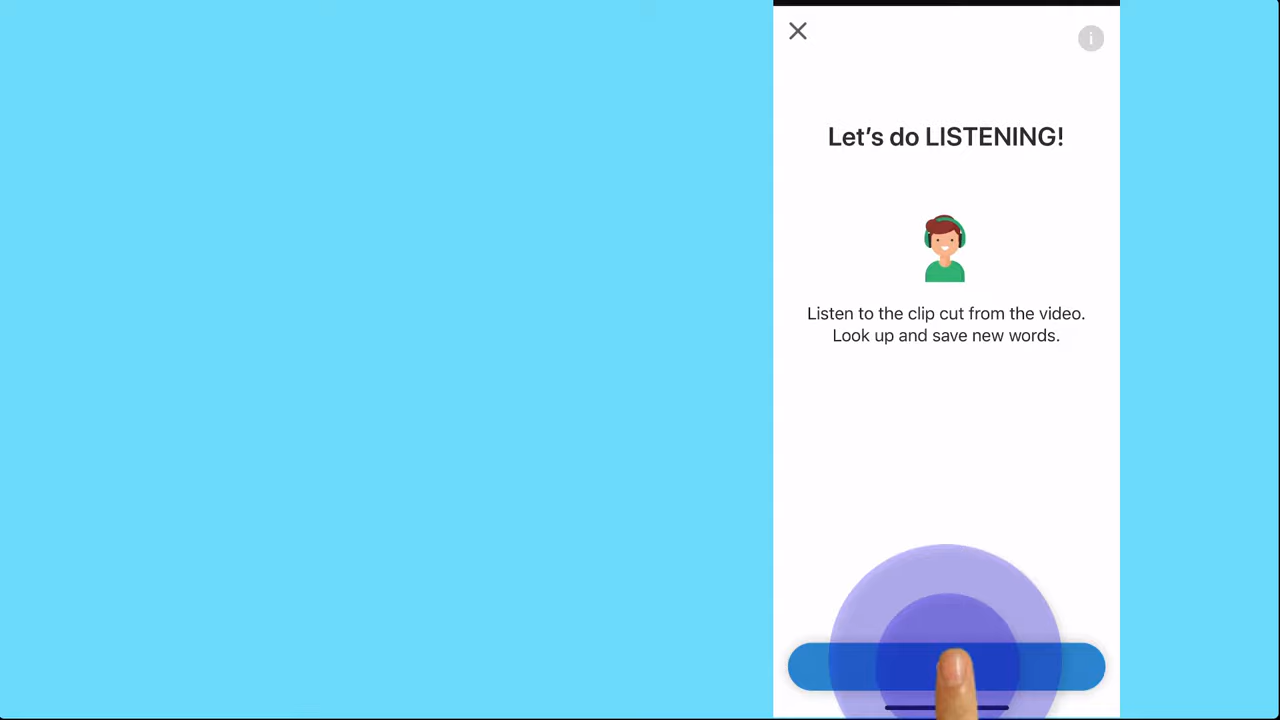 i
Let's do LISTENING!
Listen to the clip cut from the video.
Look up and save new words.